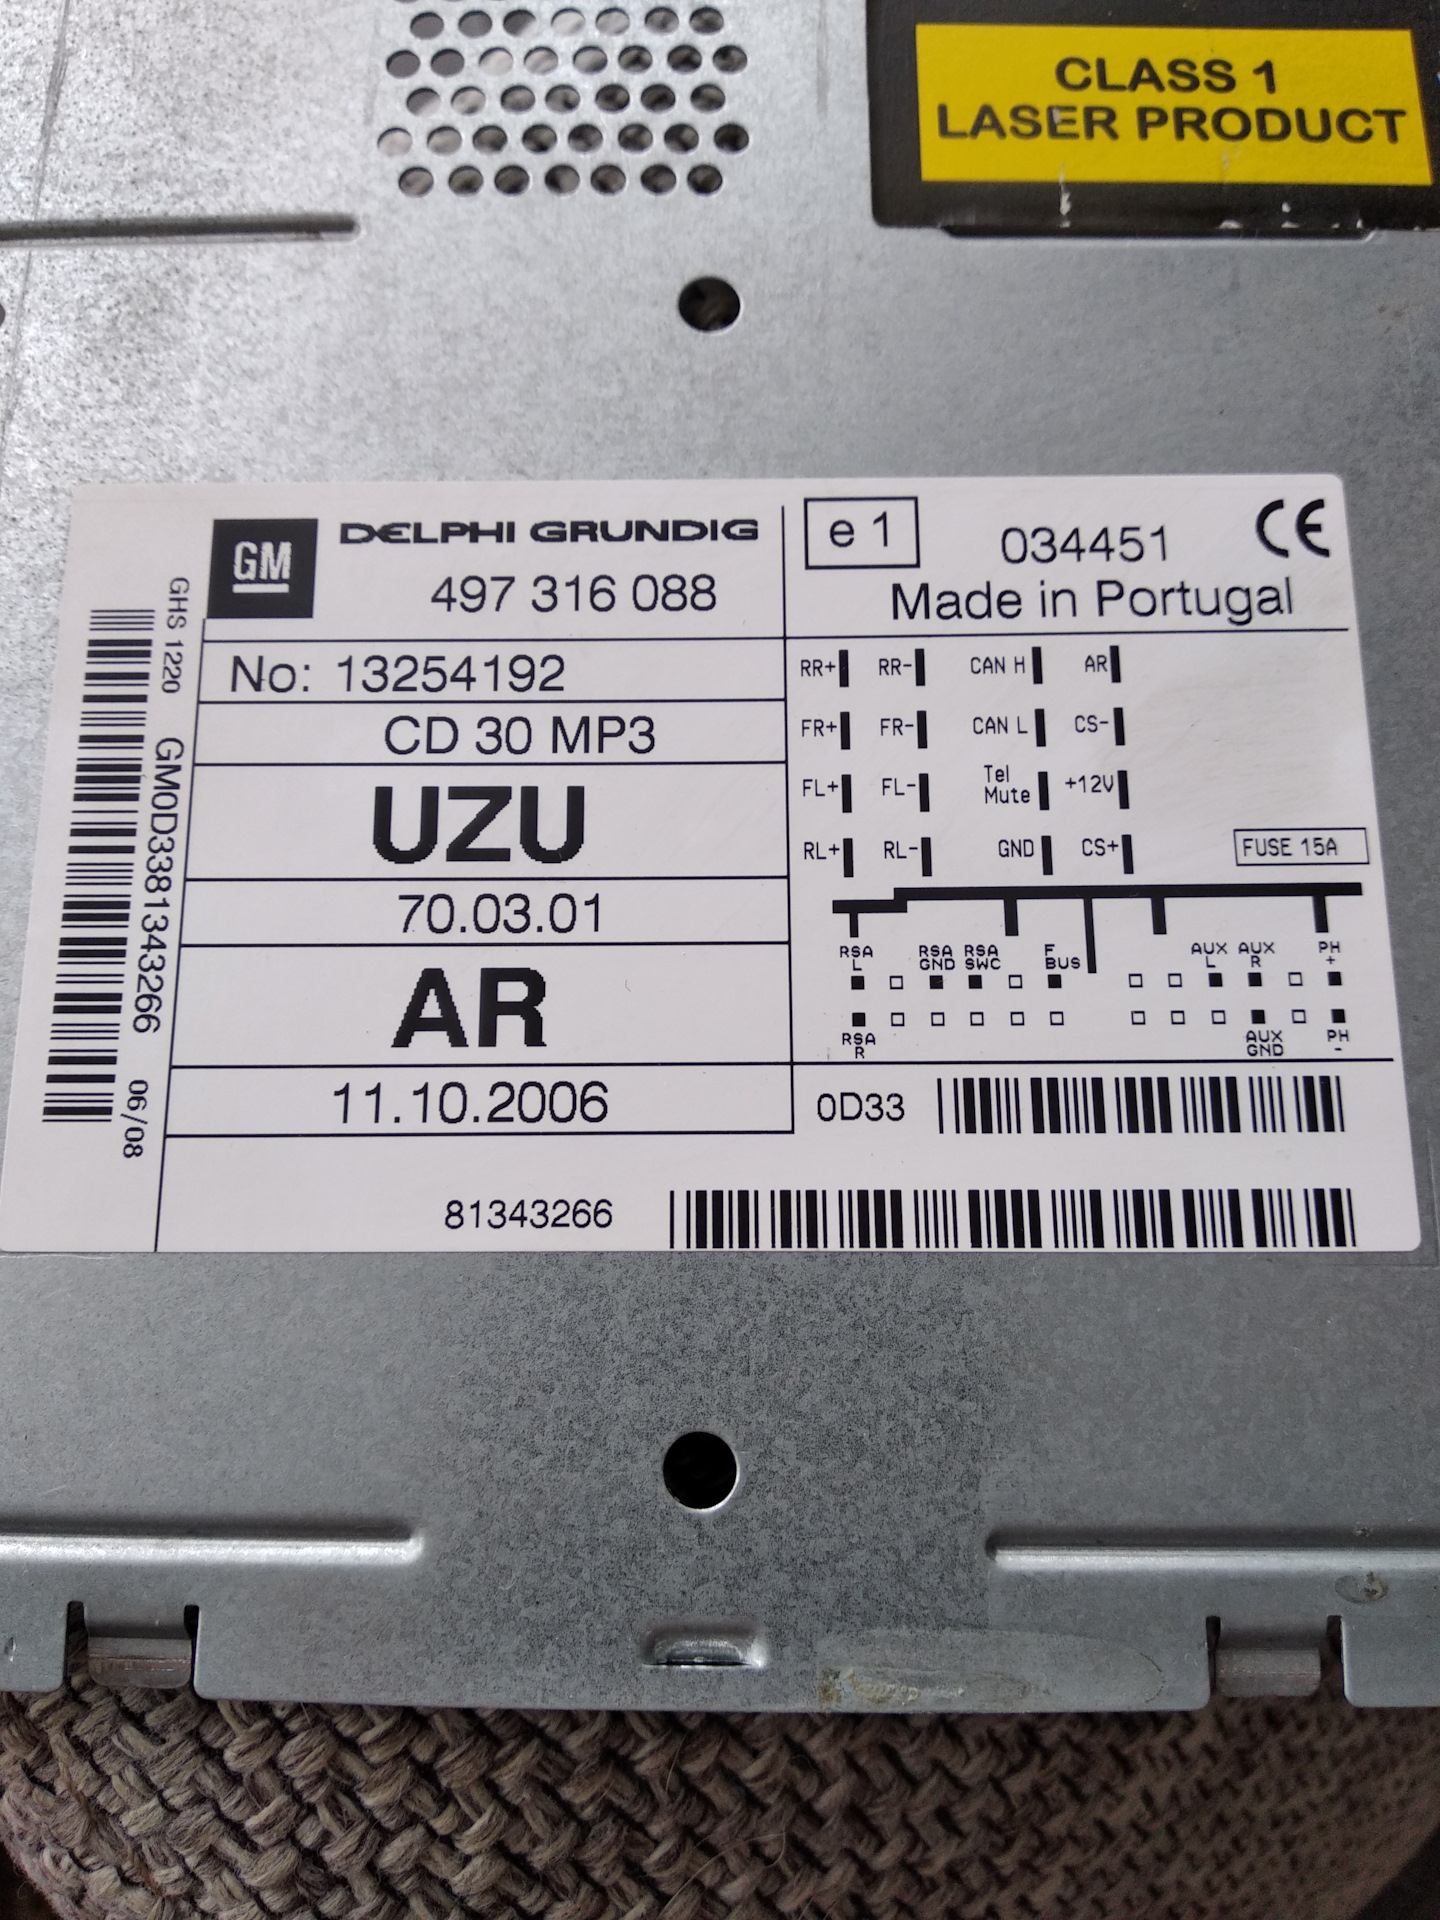 CLASS 1
LASER PRODUCT
GM
DELPHI GRUNDIG
497 316 088
e1
034451
CE
Made in Portugal
GHS 1220 GM0D3381343266 06/08
No: 13254192
CD 30 MP3
UZU
70.03.01
AR
11.10.2006
RR+ RR- CAN H AR
FR+ FR- CAN L CS-
FL+ FL- Tel Mute +12V
RL+ RL- GND CS+
FUSE 15A
RSA L RSA GND RSA SWC F BUS AUX L AUX R PH +
RSA R AUX GND PH -
0D33
81343266